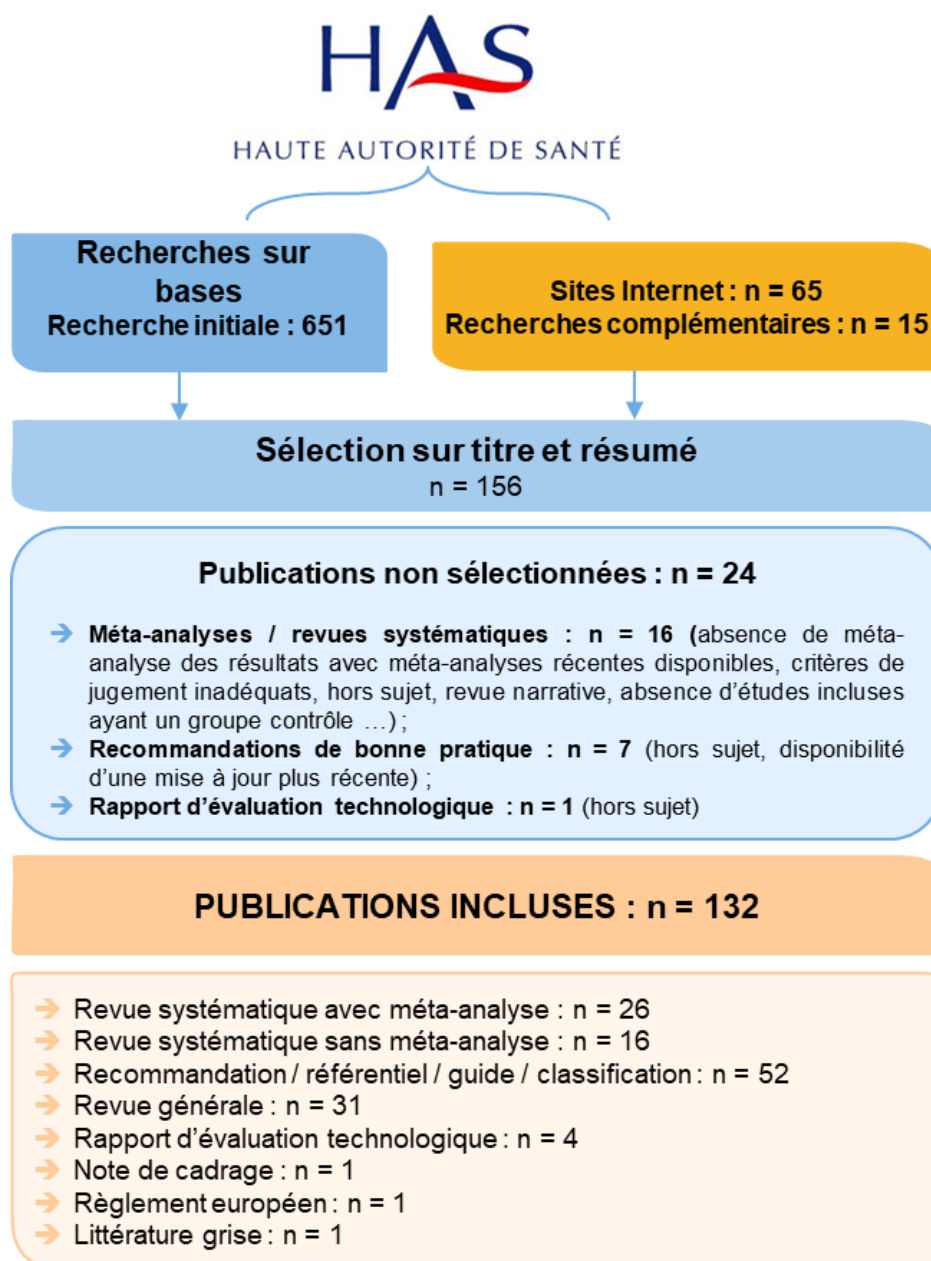 HAS
HAUTE AUTORITÉ DE SANTÉ
Recherches sur
bases
Recherche initiale : 651
Sites Internet : n = 65
Recherches complémentaires : n = 15
Sélection sur titre et résumé
n = 156
Publications non sélectionnées : n = 24
➔ Méta-analyses / revues systématiques : n = 16 (absence de méta-
analyse des résultats avec méta-analyses récentes disponibles, critères de
jugement inadéquats, hors sujet, revue narrative, absence d’études incluses
ayant un groupe contrôle …) ;
➔ Recommandations de bonne pratique : n = 7 (hors sujet, disponibilité
d’une mise à jour plus récente) ;
➔ Rapport d’évaluation technologique : n = 1 (hors sujet)
PUBLICATIONS INCLUSES : n = 132
➔ Revue systématique avec méta-analyse : n = 26
➔ Revue systématique sans méta-analyse : n = 16
➔ Recommandation / référentiel / guide / classification : n = 52
➔ Revue générale : n = 31
➔ Rapport d’évaluation technologique : n = 4
➔ Note de cadrage : n = 1
➔ Règlement européen : n = 1
➔ Littérature grise : n = 1